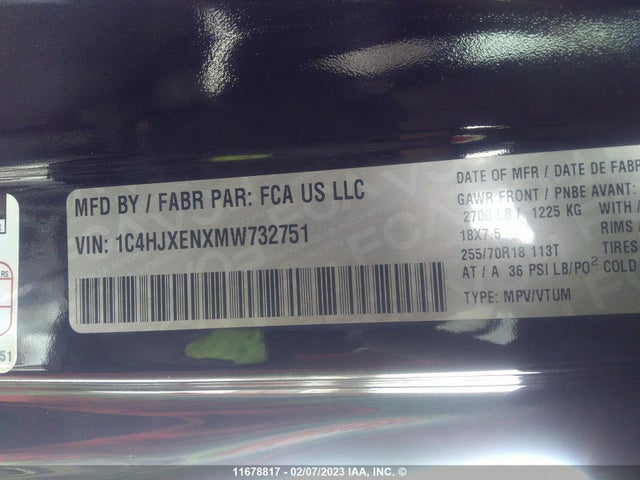 MFD BY / FABR PAR: FCA US LLC
VIN: 1C4HJXENXMW732751
DATE OF MFR / DATE DE FABR
GAWR FRONT / PNBE AVANT:
2700 LB / 1225 KG WITH /
18X7.5 RIMS /
255/70R18 113T TIRES
AT / A 36 PSI LB/PO² COLD
TYPE: MPV/VTUM
RS
51
11678817 - 02/07/2023 IAA, INC. ©